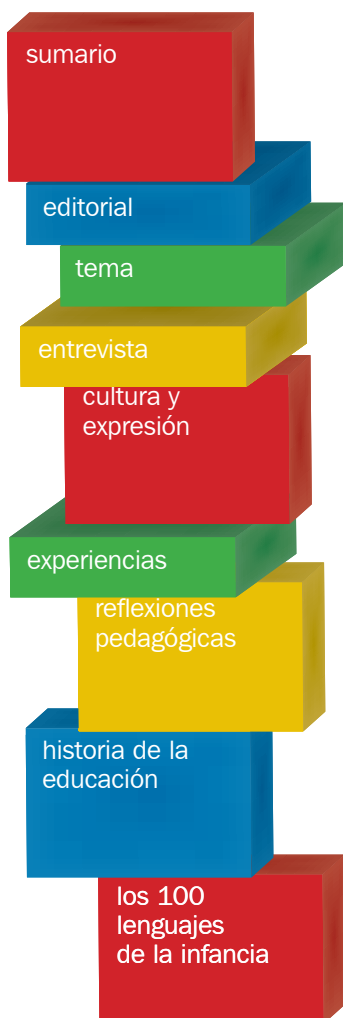 sumario
editorial
tema
entrevista
cultura y
expresión
experiencias
reflexiones
pedagógicas
historia de la
educación
los 100
lenguajes
de la infancia